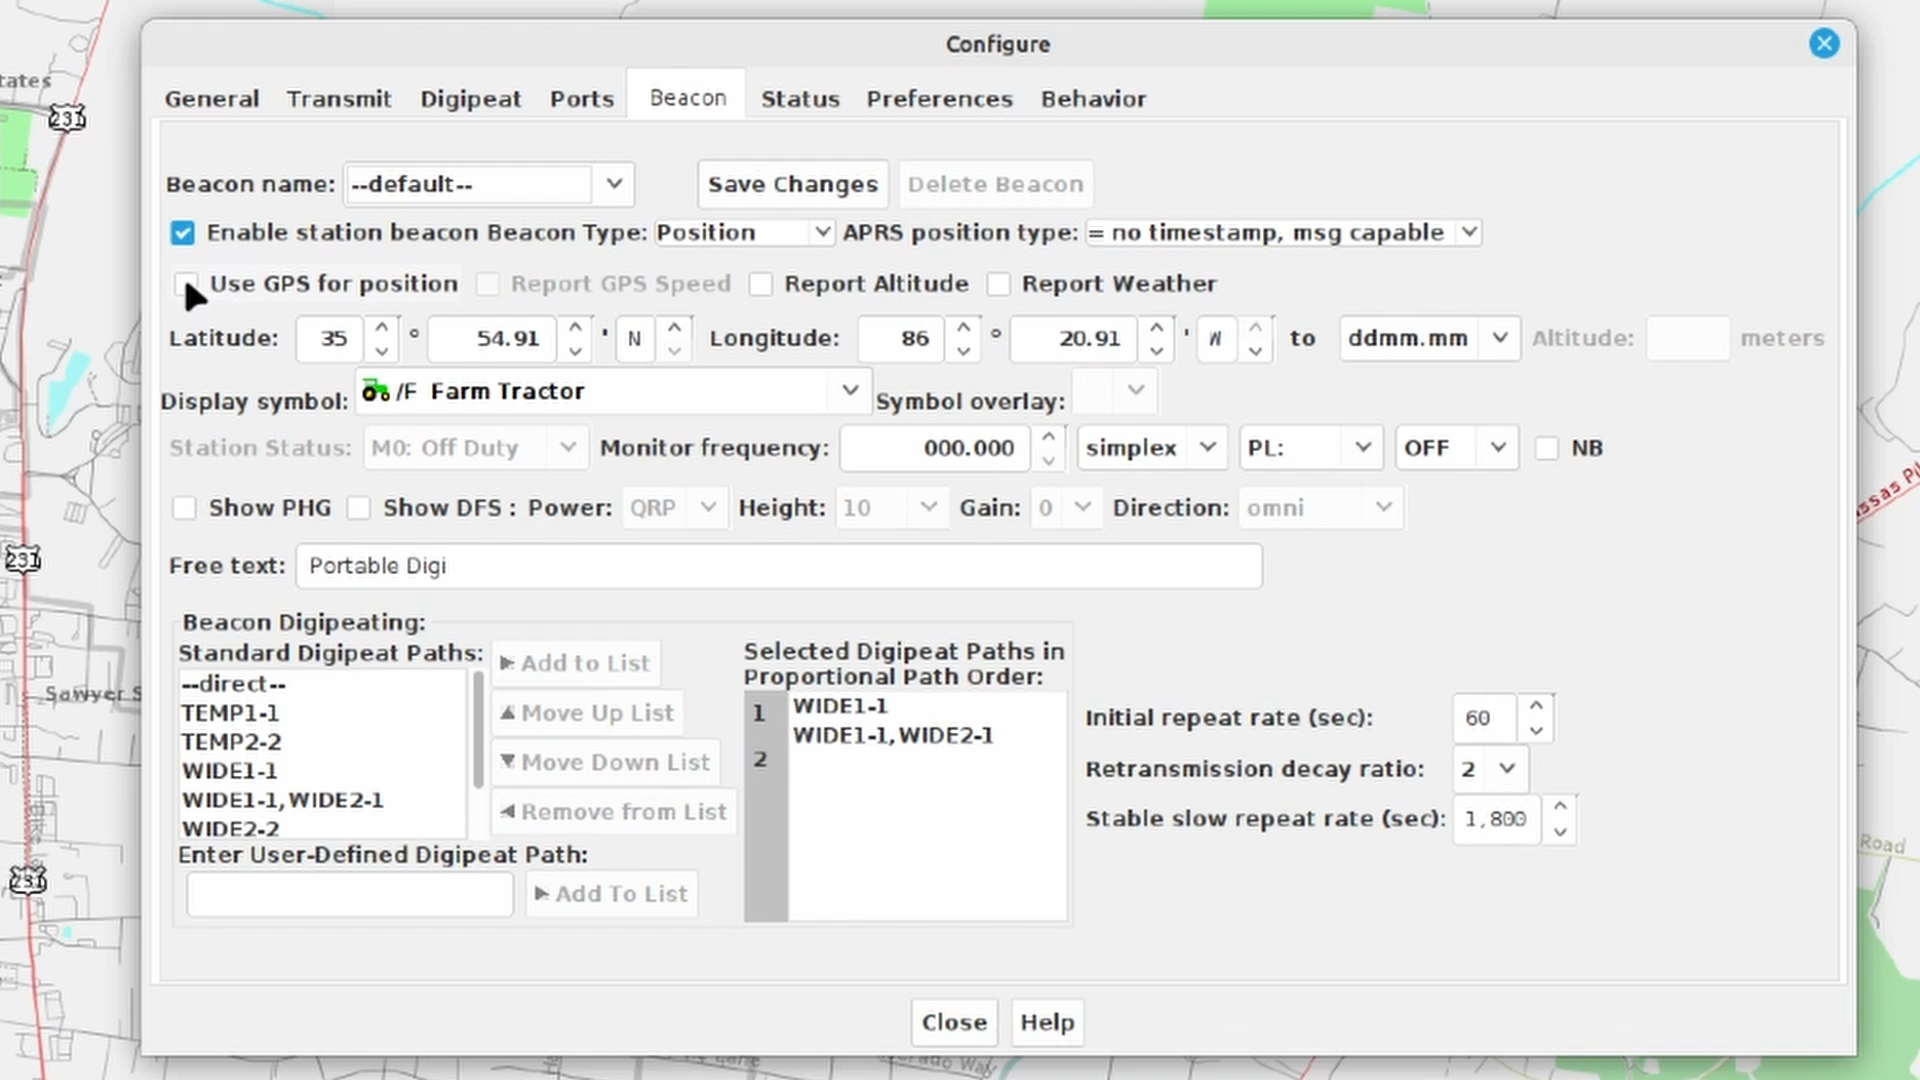 Configure
General Transmit Digipeat Ports Beacon Status Preferences Behavior
Beacon name: --default-- Save Changes Delete Beacon
Enable station beacon Beacon Type: Position APRS position type: = no timestamp, msg capable
Use GPS for position Report GPS Speed Report Altitude Report Weather
Latitude: 35 ° 54.91 ' N Longitude: 86 ° 20.91 ' W to ddmm.mm Altitude: meters
Display symbol: /F Farm Tractor Symbol overlay:
Station Status: M0: Off Duty Monitor frequency: 000.000 simplex PL: OFF NB
Show PHG Show DFS : Power: QRP Height: 10 Gain: 0 Direction: omni
Free text: Portable Digi
Beacon Digipeating:
Standard Digipeat Paths:
--direct--
TEMP1-1
TEMP2-2
WIDE1-1
WIDE1-1,WIDE2-1
WIDE2-2
Add to List
Move Up List
Move Down List
Remove from List
Enter User-Defined Digipeat Path:
Add To List
Selected Digipeat Paths in
Proportional Path Order:
1 WIDE1-1
2 WIDE1-1,WIDE2-1
Initial repeat rate (sec): 60
Retransmission decay ratio: 2
Stable slow repeat rate (sec): 1,800
Close Help
tates
231
231
Sawyer S
231
Road